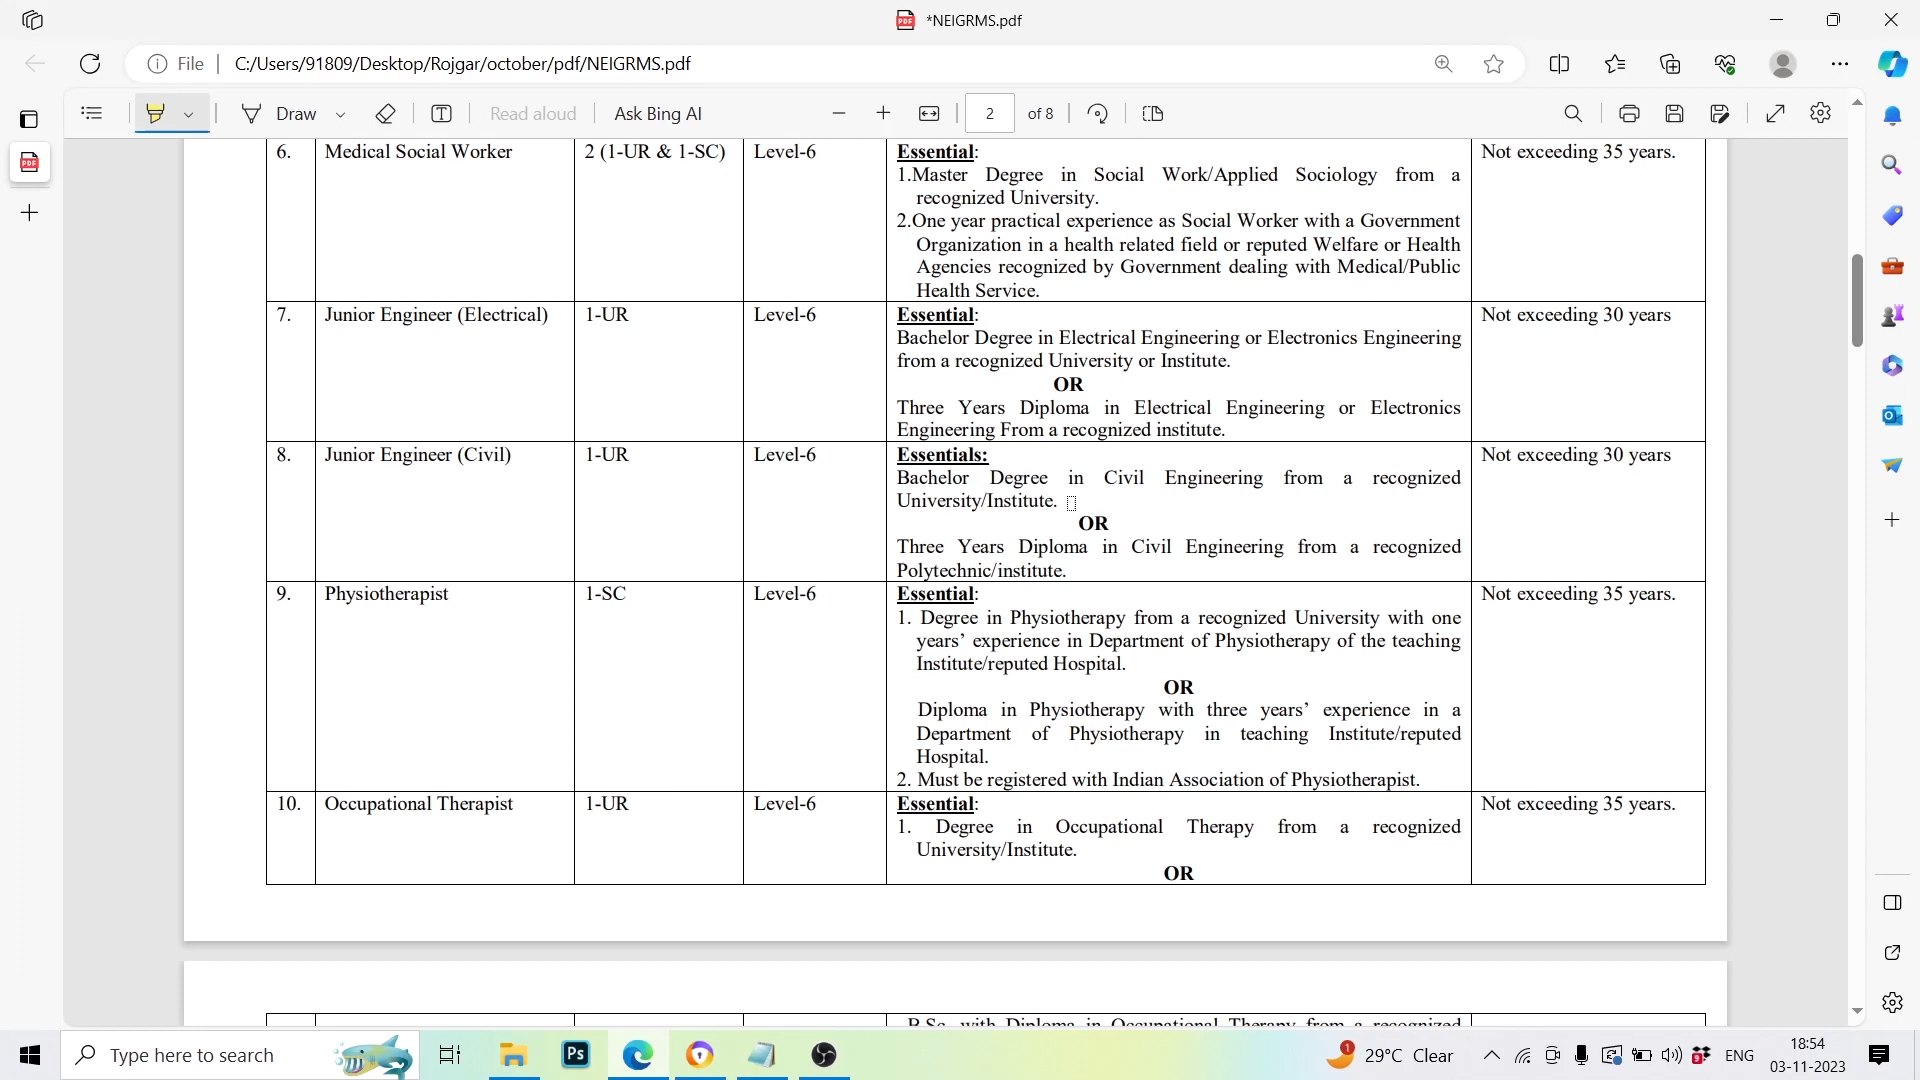 *NEIGRMS.pdf
File
C:/Users/91809/Desktop/Rojgar/october/pdf/NEIGRMS.pdf
Draw
Read aloud
Ask Bing AI
2
of 8
6.
Medical Social Worker
2 (1-UR & 1-SC)
Level-6
Essential:
1.Master Degree in Social Work/Applied Sociology from a
recognized University.
2.One year practical experience as Social Worker with a Government
Organization in a health related field or reputed Welfare or Health
Agencies recognized by Government dealing with Medical/Public
Health Service.
Not exceeding 35 years.
7.
Junior Engineer (Electrical)
1-UR
Level-6
Essential:
Bachelor Degree in Electrical Engineering or Electronics Engineering
from a recognized University or Institute.
OR
Three Years Diploma in Electrical Engineering or Electronics
Engineering From a recognized institute.
Not exceeding 30 years
8.
Junior Engineer (Civil)
1-UR
Level-6
Essentials:
Bachelor Degree in Civil Engineering from a recognized
University/Institute.
OR
Three Years Diploma in Civil Engineering from a recognized
Polytechnic/institute.
Not exceeding 30 years
9.
Physiotherapist
1-SC
Level-6
Essential:
1. Degree in Physiotherapy from a recognized University with one
years’ experience in Department of Physiotherapy of the teaching
Institute/reputed Hospital.
OR
Diploma in Physiotherapy with three years’ experience in a
Department of Physiotherapy in teaching Institute/reputed
Hospital.
2. Must be registered with Indian Association of Physiotherapist.
Not exceeding 35 years.
10.
Occupational Therapist
1-UR
Level-6
Essential:
1. Degree in Occupational Therapy from a recognized
University/Institute.
OR
Not exceeding 35 years.
B.Sc. with Diploma in Occupational Therapy from a recognized
Type here to search
Ps
1
29°C Clear
9
ENG
18:54
03-11-2023